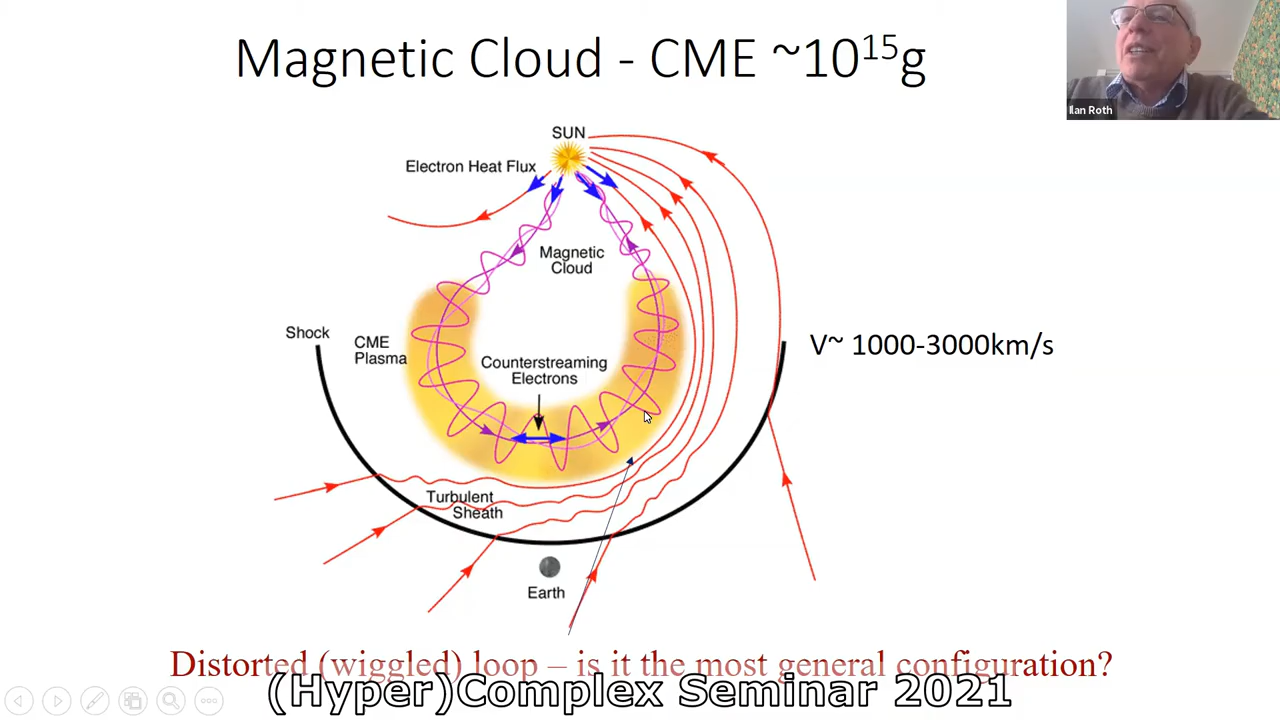 Magnetic Cloud - CME ~10¹⁵g
Ilan Roth
SUN
Electron Heat Flux
Magnetic
Cloud
Shock
CME
Plasma
V~ 1000-3000km/s
Counterstreaming
Electrons
Turbulent
Sheath
Earth
Distorted (wiggled) loop – is it the most general configuration?
(Hyper)Complex Seminar 2021